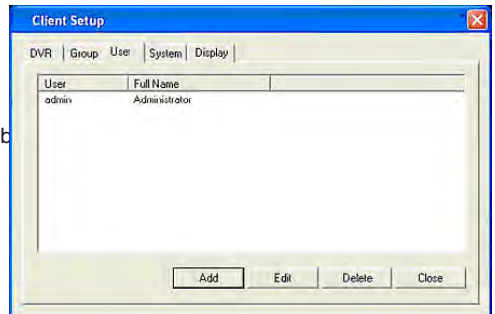 Client Setup
DVR Group User System Display
User Full Name
admin Administrator
b
Add Edit Delete Close